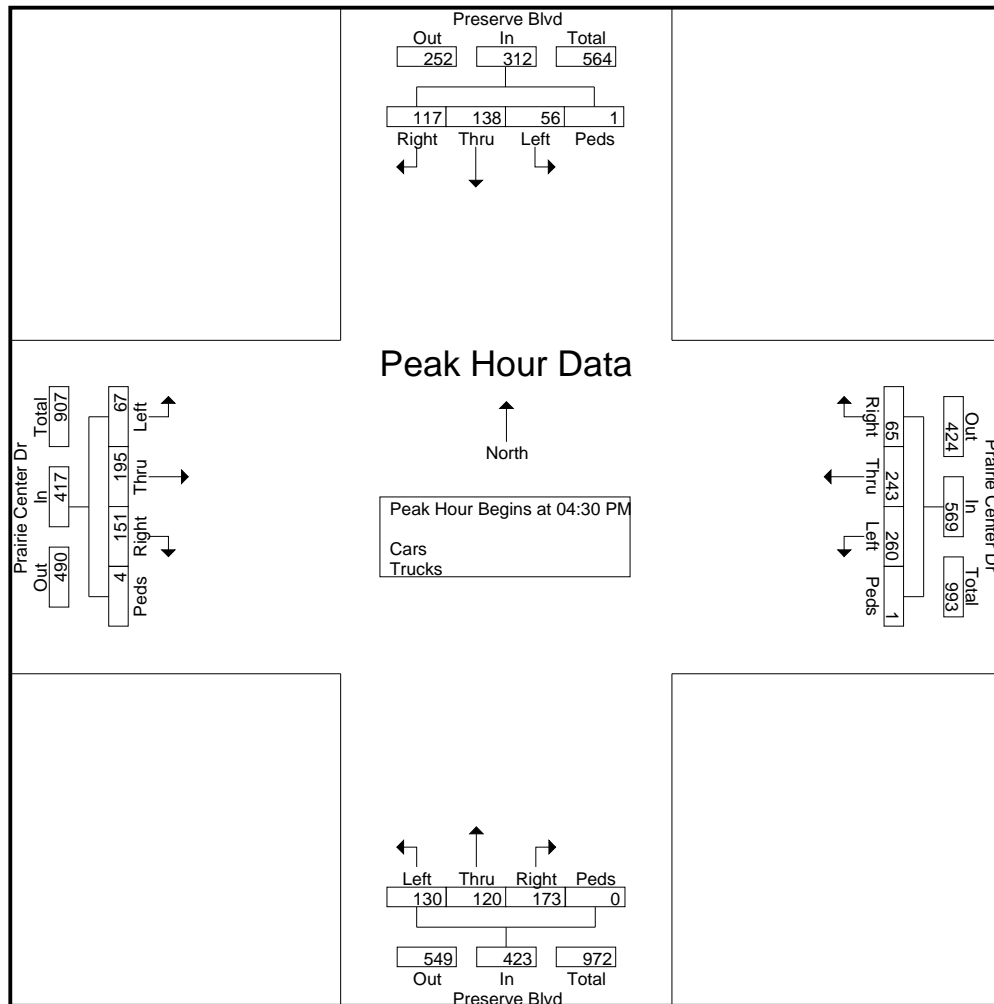 Preserve Blvd
Out In Total
252 312 564
117 138 56 1
Right Thru Left Peds
Peak Hour Data
North
Peak Hour Begins at 04:30 PM
Cars
Trucks
Prairie Center Dr
Total In Out
907 417 490
67 195 151 4
Left Thru Right Peds
Right Thru Left Peds
65 243 260 1
424 569 993
Out In Total
Prairie Center Dr
Left Thru Right Peds
130 120 173 0
549 423 972
Out In Total
Preserve Blvd